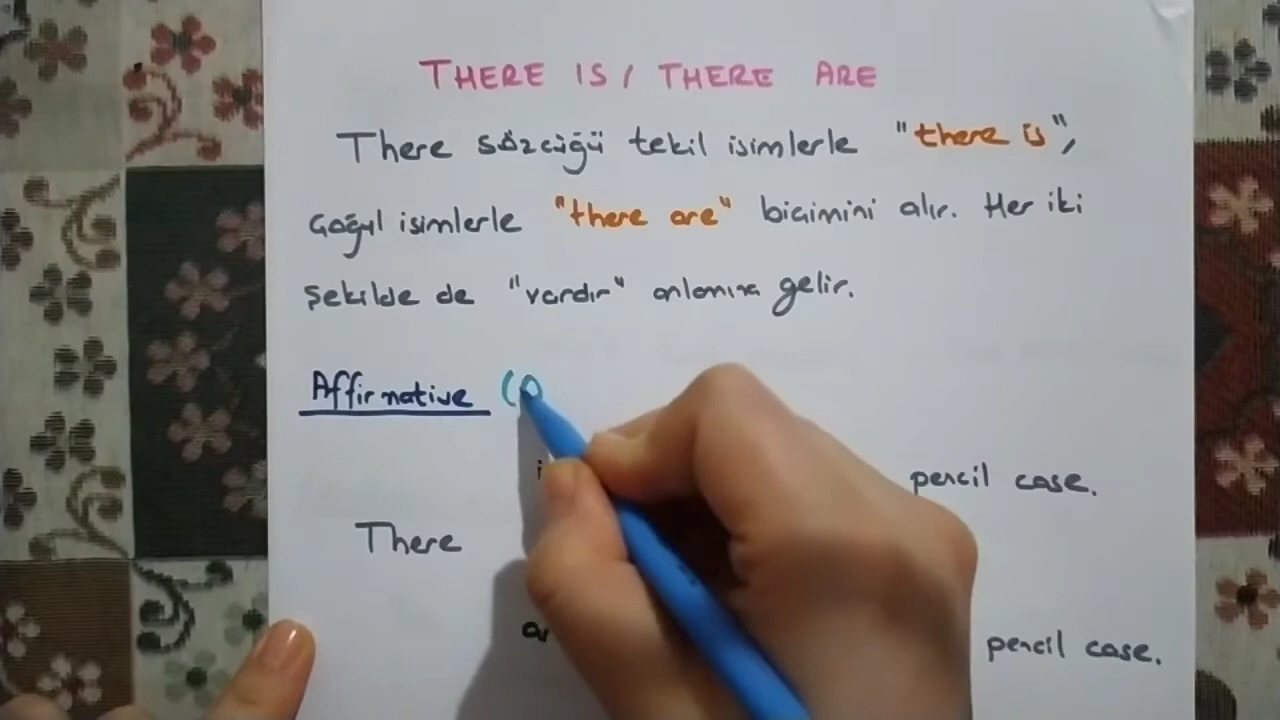 THERE IS / THERE ARE
There sözcüğü tekil isimlerle "there is",
çoğul isimlerle "there are" biçimini alır. Her iki
şekilde de "vardır" anlamına gelir.
Affirmative (O
pencil case.
There
pencil case.